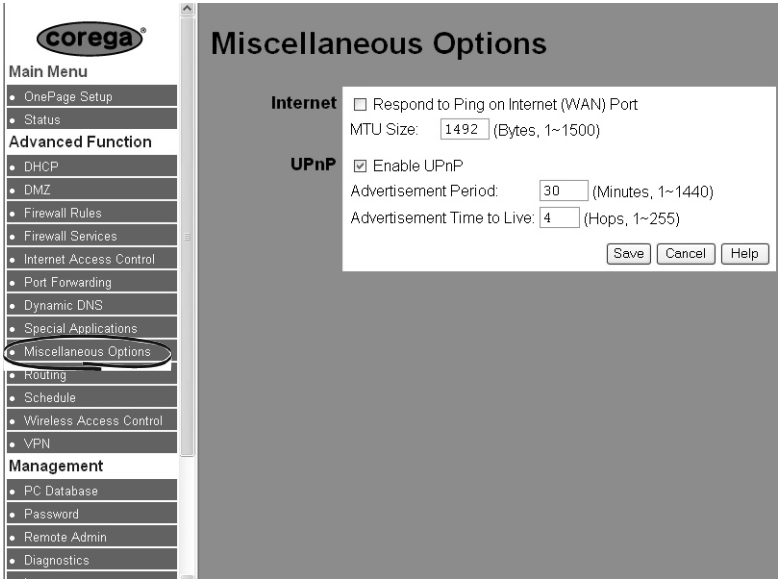 corega®
Main Menu
OnePage Setup
Status
Advanced Function
DHCP
DMZ
Firewall Rules
Firewall Services
Internet Access Control
Port Forwarding
Dynamic DNS
Special Applications
Miscellaneous Options
Routing
Schedule
Wireless Access Control
VPN
Management
PC Database
Password
Remote Admin
Diagnostics
Miscellaneous Options
Internet
Respond to Ping on Internet (WAN) Port
MTU Size: 1492 (Bytes, 1~1500)
UPnP
Enable UPnP
Advertisement Period: 30 (Minutes, 1~1440)
Advertisement Time to Live: 4 (Hops, 1~255)
Save Cancel Help